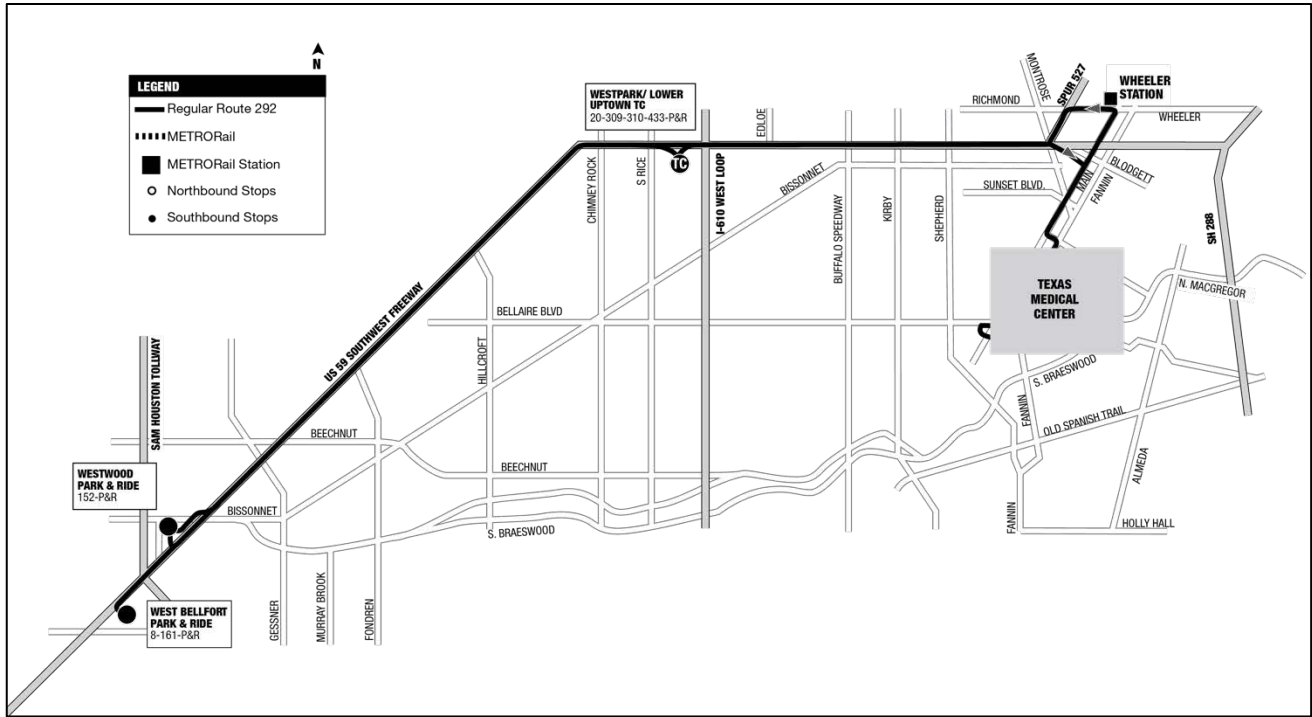 N
LEGEND
Regular Route 292
METRORail
METRORail Station
Northbound Stops
Southbound Stops
WESTPARK/ LOWER
UPTOWN TC
20-309-310-433-P&R
TC
MONTROSE
SPUR 527
WHEELER
STATION
RICHMOND
WHEELER
EDLOE
CHIMNEY ROCK
S RICE
I-610 WEST LOOP
BISSONNET
BUFFALO SPEEDWAY
KIRBY
SHEPHERD
SUNSET BLVD.
MAIN
FANNIN
BLODGETT
SH 288
TEXAS
MEDICAL
CENTER
N. MACGREGOR
BELLAIRE BLVD
US 59 SOUTHWEST FREEWAY
HILLCROFT
S. BRAESWOOD
FANNIN
OLD SPANISH TRAIL
ALMEDA
SAM HOUSTON TOLLWAY
BEECHNUT
BEECHNUT
WESTWOOD
PARK & RIDE
152-P&R
BISSONNET
S. BRAESWOOD
FANNIN
HOLLY HALL
WEST BELLFORT
PARK & RIDE
8-161-P&R
GESSNER
MURRAY BROOK
FONDREN